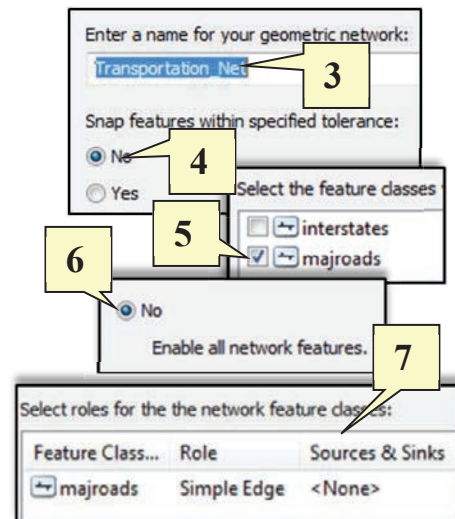 Enter a name for your geometric network:
Transportation_Net
3
Snap features within specified tolerance:
No
4
Yes
Select the feature classes
5
interstates
majroads
6
No
Enable all network features.
7
Select roles for the the network feature classes:
Feature Class... Role Sources & Sinks
majroads Simple Edge <None>